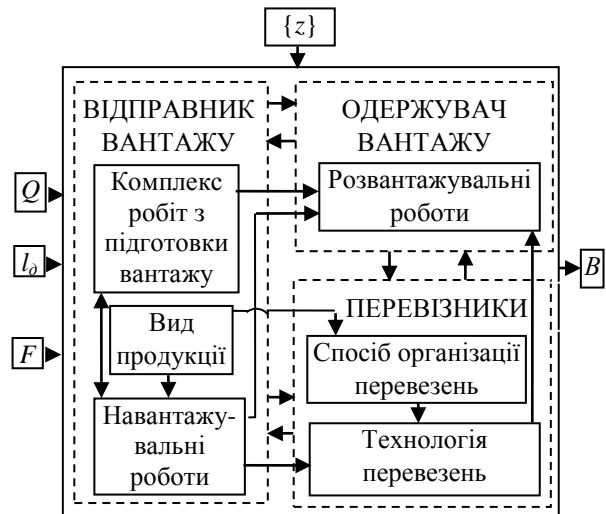 {z}
ВІДПРАВНИК
ВАНТАЖУ
Комплекс
робіт з
підготовки
вантажу
Вид
продукції
Навантажу-
вальні
роботи
ОДЕРЖУВАЧ
ВАНТАЖУ
Розвантажувальні
роботи
ПЕРЕВІЗНИКИ
Спосіб організації
перевезень
Технологія
перевезень
Q
l∂
F
B